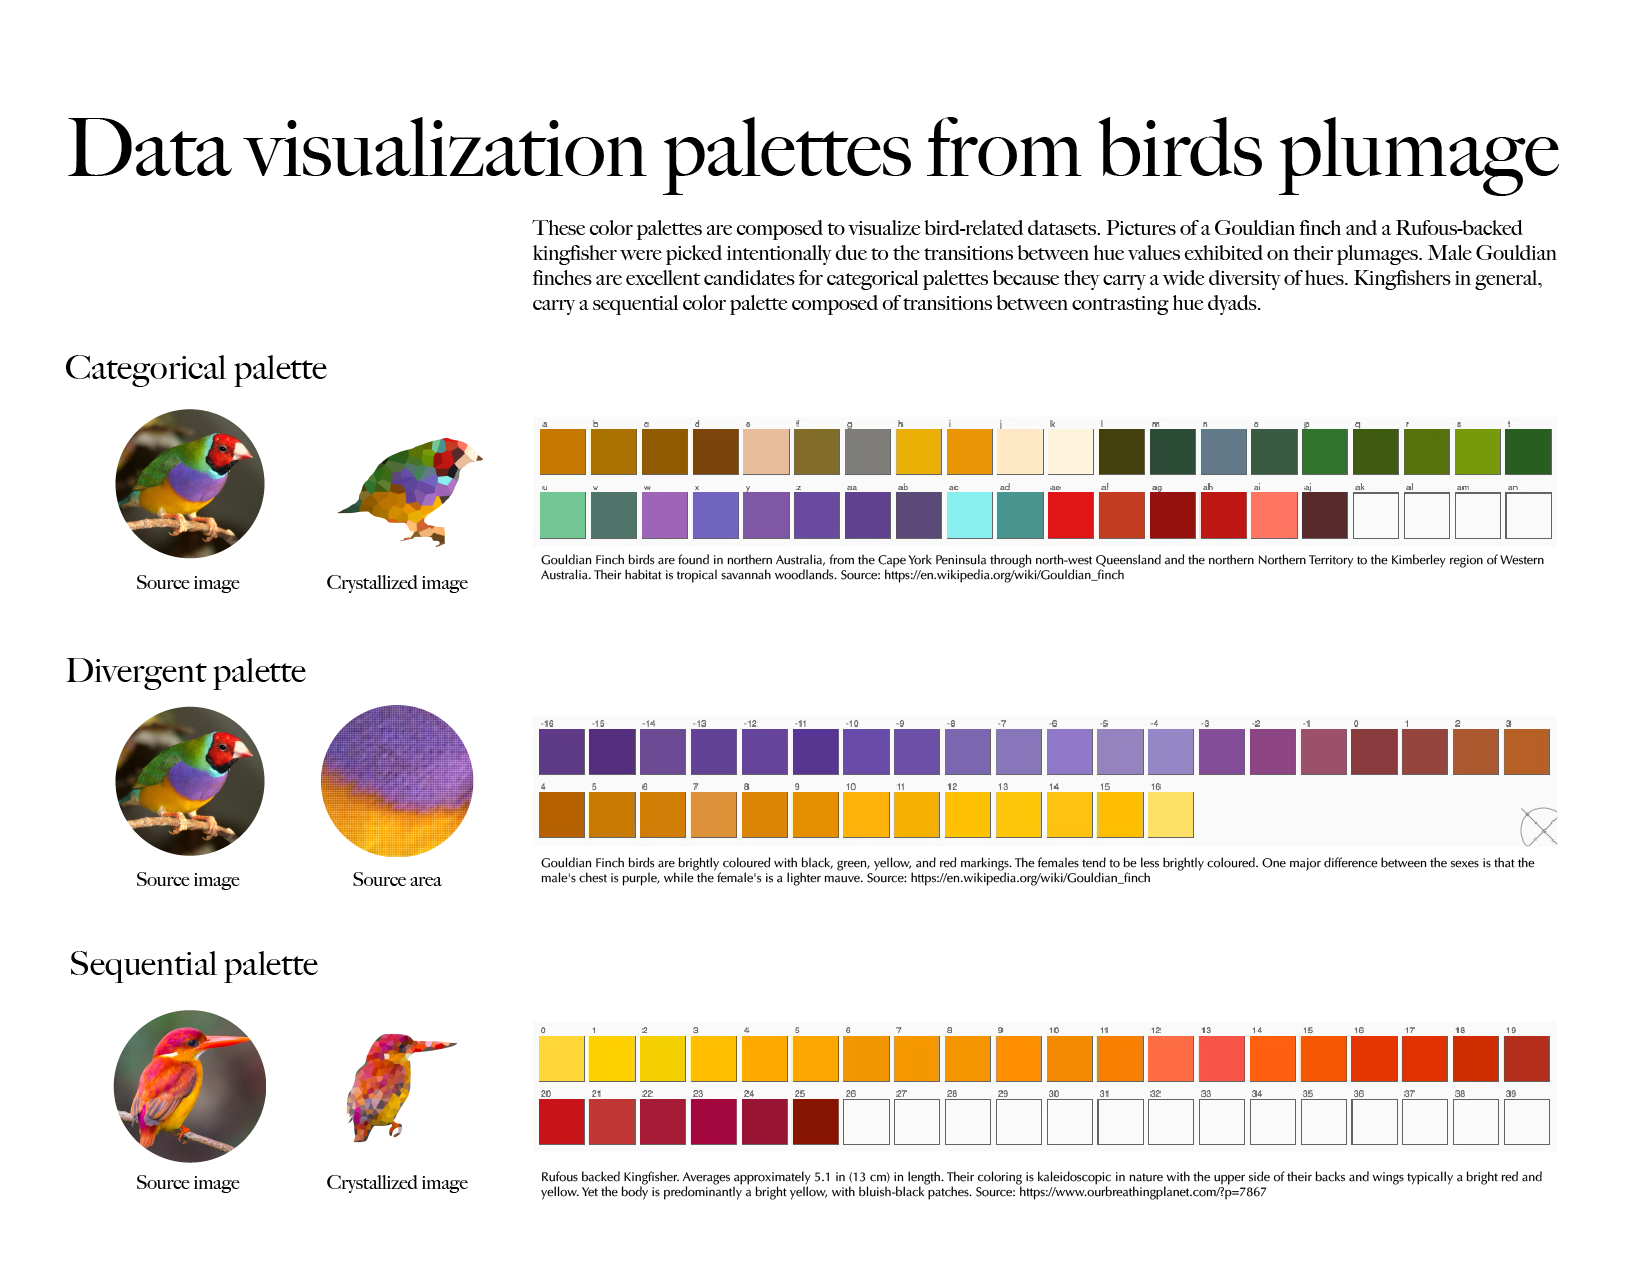 Data visualization palettes from birds plumage
These color palettes are composed to visualize bird-related datasets. Pictures of a Gouldian finch and a Rufous-backed
kingfisher were picked intentionally due to the transitions between hue values exhibited on their plumages. Male Gouldian
finches are excellent candidates for categorical palettes because they carry a wide diversity of hues. Kingfishers in general,
carry a sequential color palette composed of transitions between contrasting hue dyads.
Categorical palette
a b c d e f g h i j k l m n o p q r s t
u v w x y z aa ab ac ad ae af ag ah ai aj ak al am an
Source image
Crystallized image
Gouldian Finch birds are found in northern Australia, from the Cape York Peninsula through north-west Queensland and the northern Northern Territory to the Kimberley region of Western
Australia. Their habitat is tropical savannah woodlands. Source: https://en.wikipedia.org/wiki/Gouldian_finch
Divergent palette
-16 -15 -14 -13 -12 -11 -10 -9 -8 -7 -6 -5 -4 -3 -2 -1 0 1 2 3
4 5 6 7 8 9 10 11 12 13 14 15 16
Source image
Source area
Gouldian Finch birds are brightly coloured with black, green, yellow, and red markings. The females tend to be less brightly coloured. One major difference between the sexes is that the
male's chest is purple, while the female's is a lighter mauve. Source: https://en.wikipedia.org/wiki/Gouldian_finch
Sequential palette
0 1 2 3 4 5 6 7 8 9 10 11 12 13 14 15 16 17 18 19
20 21 22 23 24 25 26 27 28 29 30 31 32 33 34 35 36 37 38 39
Source image
Crystallized image
Rufous backed Kingfisher. Averages approximately 5.1 in (13 cm) in length. Their coloring is kaleidoscopic in nature with the upper side of their backs and wings typically a bright red and
yellow. Yet the body is predominantly a bright yellow, with bluish-black patches. Source: https://www.ourbreathingplanet.com/?p=7867